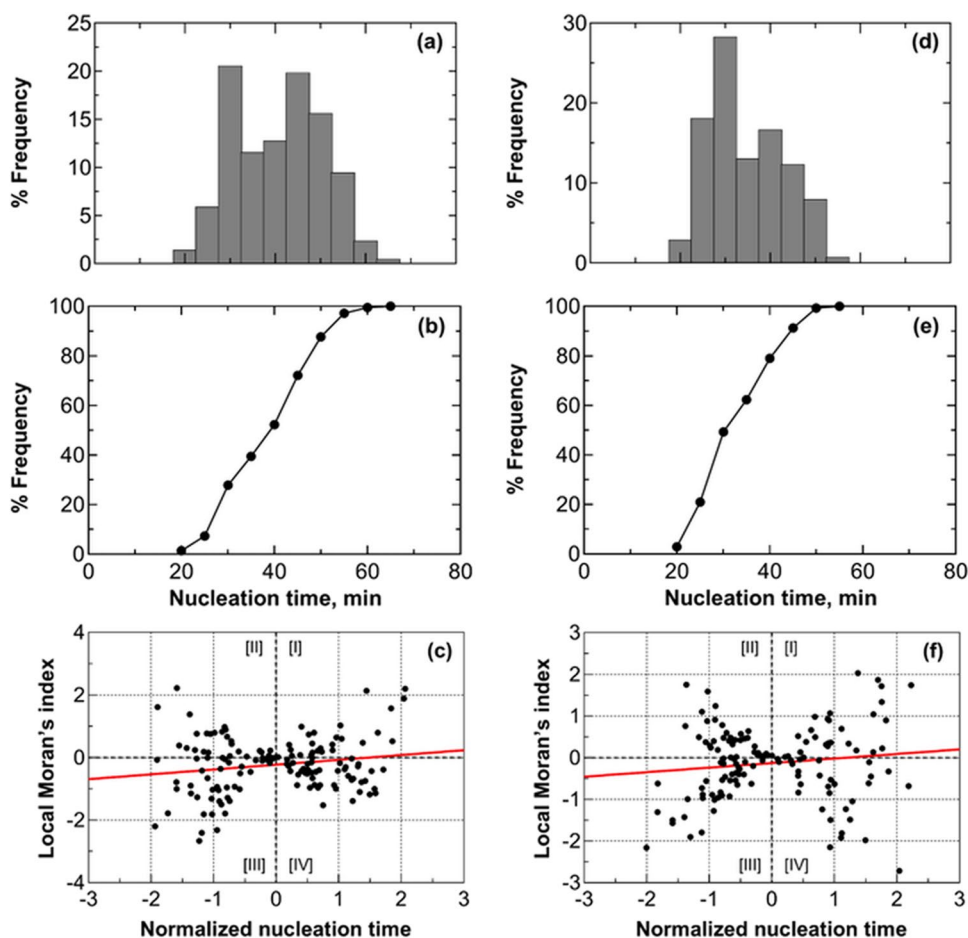 25
20
15
10
5
0
% Frequency
(a)
30
20
10
0
% Frequency
(d)
100
80
60
40
20
0
% Frequency
(b)
0 20 40 60 80
Nucleation time, min
100
80
60
40
20
0
% Frequency
(e)
0 20 40 60 80
Nucleation time, min
4
2
0
-2
-4
Local Moran's index
[II] [I]
(c)
[III] [IV]
-3 -2 -1 0 1 2 3
Normalized nucleation time
3
2
1
0
-1
-2
-3
Local Moran's index
[II] [I]
(f)
[III] [IV]
-3 -2 -1 0 1 2 3
Normalized nucleation time